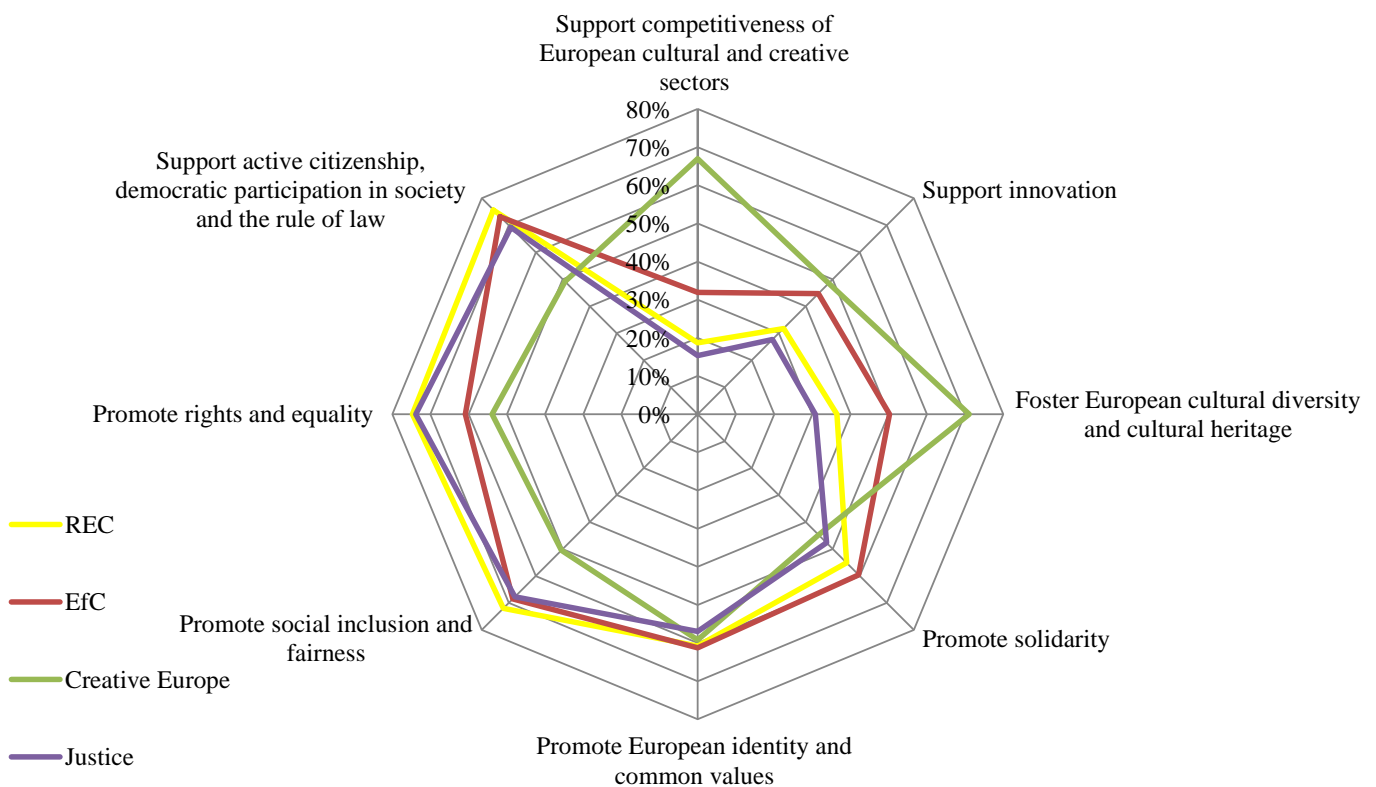 Support competitiveness of
European cultural and creative
sectors
80%
70%
60%
50%
40%
30%
20%
10%
0%
Support innovation
Foster European cultural diversity
and cultural heritage
Promote solidarity
Promote European identity and
common values
Promote social inclusion and
fairness
Promote rights and equality
Support active citizenship,
democratic participation in society
and the rule of law
REC
EfC
Creative Europe
Justice